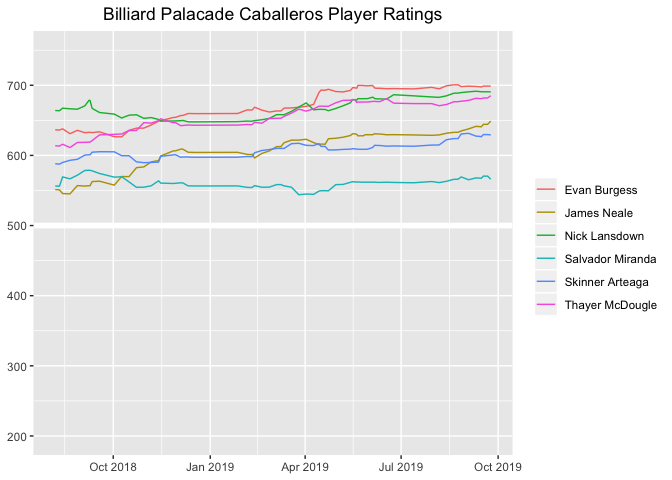 Billiard Palacade Caballeros Player Ratings
700
600
500
400
300
200
Oct 2018
Jan 2019
Apr 2019
Jul 2019
Oct 2019
Evan Burgess
James Neale
Nick Lansdown
Salvador Miranda
Skinner Arteaga
Thayer McDougle